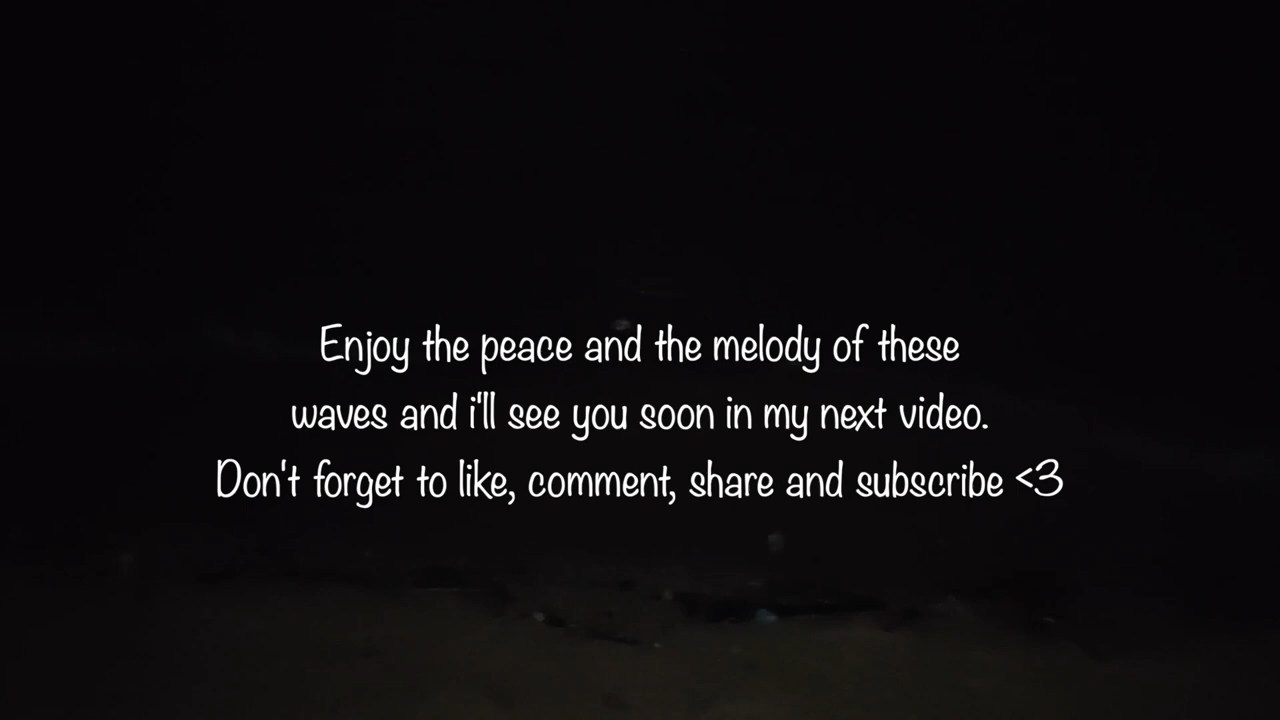 Enjoy the peace and the melody of these
waves and i'll see you soon in my next video.
Don't forget to like, comment, share and subscribe <3